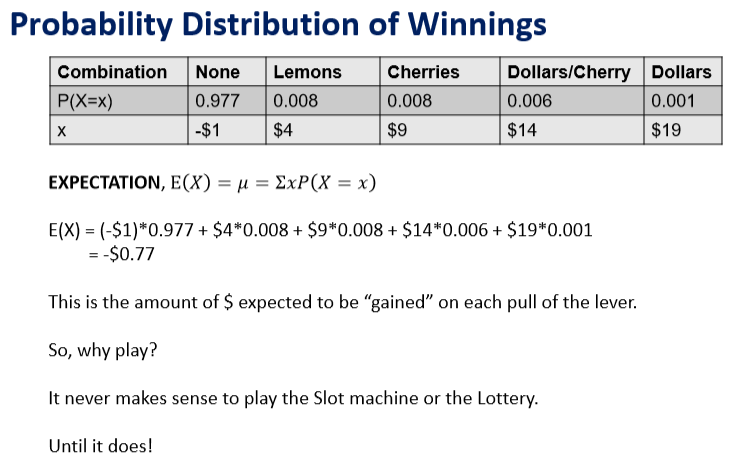 Probability Distribution of Winnings
Combination None Lemons Cherries Dollars/Cherry Dollars
P(X=x) 0.977 0.008 0.008 0.006 0.001
x -$1 $4 $9 $14 $19
EXPECTATION, E(X) = μ = ΣxP(X = x)
E(X) = (-$1)*0.977 + $4*0.008 + $9*0.008 + $14*0.006 + $19*0.001
= -$0.77
This is the amount of $ expected to be “gained” on each pull of the lever.
So, why play?
It never makes sense to play the Slot machine or the Lottery.
Until it does!